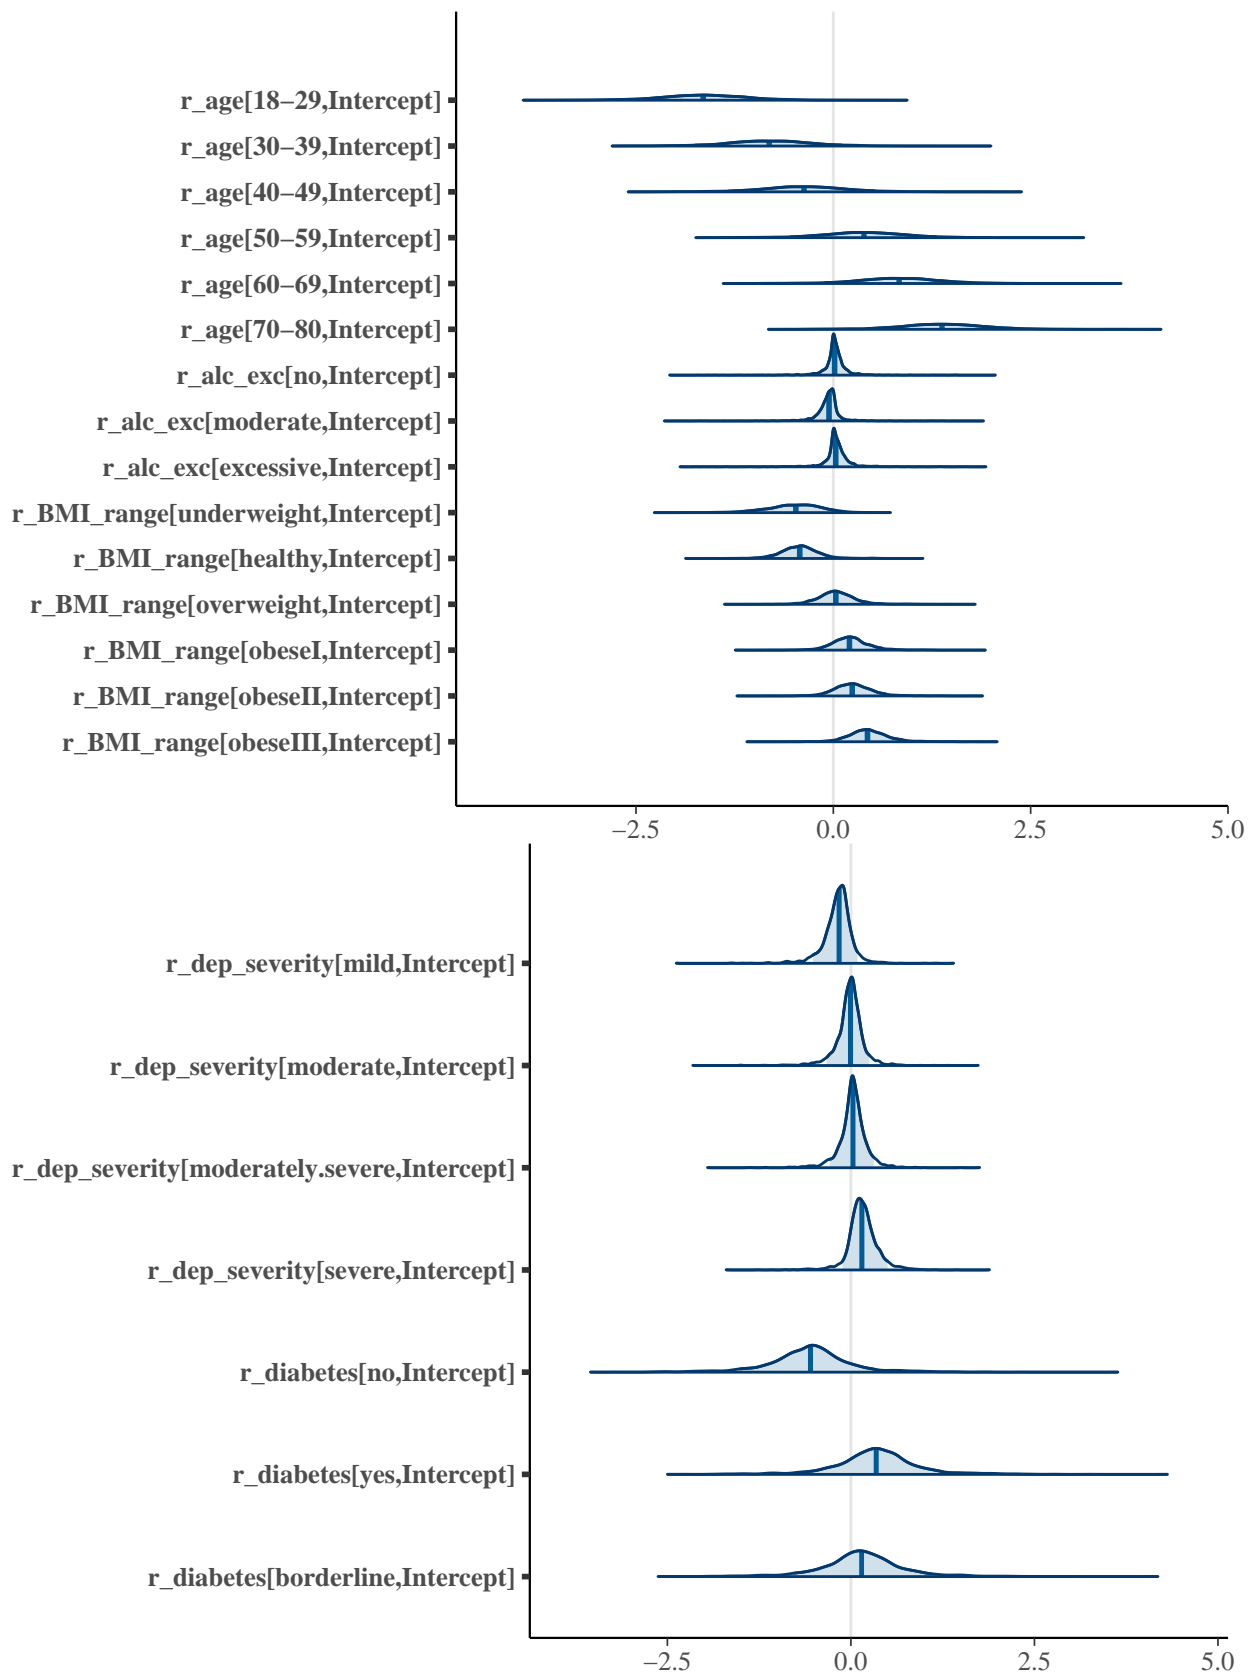 r_age[18−29,Intercept]
r_age[30−39,Intercept]
r_age[40−49,Intercept]
r_age[50−59,Intercept]
r_age[60−69,Intercept]
r_age[70−80,Intercept]
r_alc_exc[no,Intercept]
r_alc_exc[moderate,Intercept]
r_alc_exc[excessive,Intercept]
r_BMI_range[underweight,Intercept]
r_BMI_range[healthy,Intercept]
r_BMI_range[overweight,Intercept]
r_BMI_range[obeseI,Intercept]
r_BMI_range[obeseII,Intercept]
r_BMI_range[obeseIII,Intercept]
−2.5 0.0 2.5 5.0
r_dep_severity[mild,Intercept]
r_dep_severity[moderate,Intercept]
r_dep_severity[moderately.severe,Intercept]
r_dep_severity[severe,Intercept]
r_diabetes[no,Intercept]
r_diabetes[yes,Intercept]
r_diabetes[borderline,Intercept]
−2.5 0.0 2.5 5.0